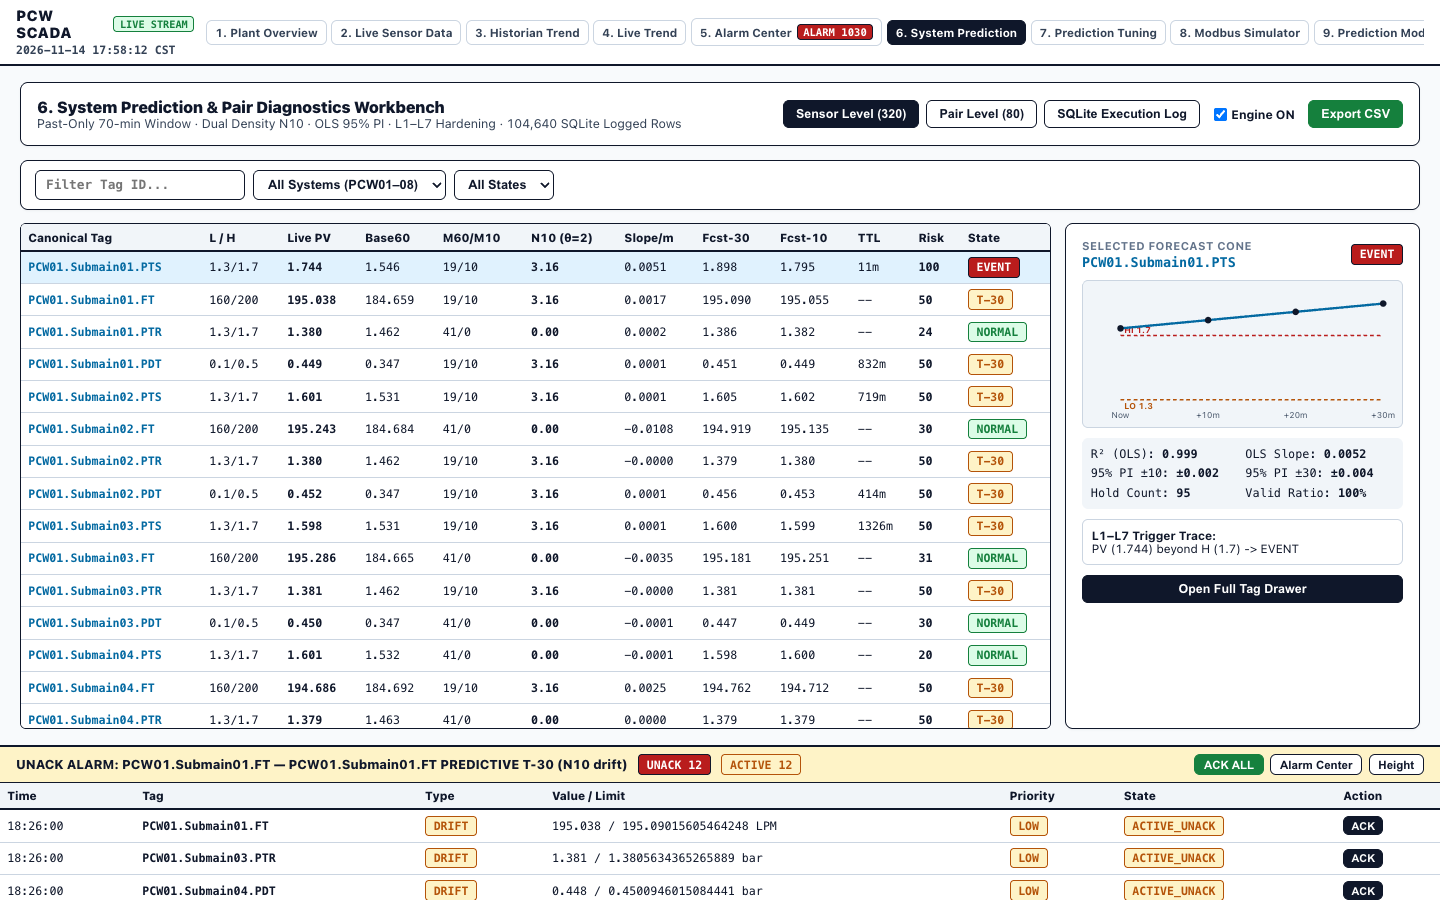 PCW
SCADA
LIVE STREAM
2026-11-14 17:58:12 CST
1. Plant Overview
2. Live Sensor Data
3. Historian Trend
4. Live Trend
5. Alarm Center ALARM 1030
6. System Prediction
7. Prediction Tuning
8. Modbus Simulator
9. Prediction Mod
6. System Prediction & Pair Diagnostics Workbench
Past-Only 70-min Window · Dual Density N10 · OLS 95% PI · L1–L7 Hardening · 104,640 SQLite Logged Rows
Sensor Level (320)
Pair Level (80)
SQLite Execution Log
Engine ON
Export CSV
Filter Tag ID...
All Systems (PCW01–08)
All States
Canonical Tag L / H Live PV Base60 M60/M10 N10 (θ=2) Slope/m Fcst-30 Fcst-10 TTL Risk State
PCW01.Submain01.PTS 1.3/1.7 1.744 1.546 19/10 3.16 0.0051 1.898 1.795 11m 100 EVENT
PCW01.Submain01.FT 160/200 195.038 184.659 19/10 3.16 0.0017 195.090 195.055 −− 50 T−30
PCW01.Submain01.PTR 1.3/1.7 1.380 1.462 41/0 0.00 0.0002 1.386 1.382 −− 24 NORMAL
PCW01.Submain01.PDT 0.1/0.5 0.449 0.347 19/10 3.16 0.0001 0.451 0.449 832m 50 T−30
PCW01.Submain02.PTS 1.3/1.7 1.601 1.531 19/10 3.16 0.0001 1.605 1.602 719m 50 T−30
PCW01.Submain02.FT 160/200 195.243 184.684 41/0 0.00 −0.0108 194.919 195.135 −− 30 NORMAL
PCW01.Submain02.PTR 1.3/1.7 1.380 1.462 19/10 3.16 −0.0000 1.379 1.380 −− 50 T−30
PCW01.Submain02.PDT 0.1/0.5 0.452 0.347 19/10 3.16 0.0001 0.456 0.453 414m 50 T−30
PCW01.Submain03.PTS 1.3/1.7 1.598 1.531 19/10 3.16 0.0001 1.600 1.599 1326m 50 T−30
PCW01.Submain03.FT 160/200 195.286 184.665 41/0 0.00 −0.0035 195.181 195.251 −− 31 NORMAL
PCW01.Submain03.PTR 1.3/1.7 1.381 1.462 19/10 3.16 −0.0000 1.381 1.381 −− 50 T−30
PCW01.Submain03.PDT 0.1/0.5 0.450 0.347 41/0 0.00 −0.0001 0.447 0.449 −− 30 NORMAL
PCW01.Submain04.PTS 1.3/1.7 1.601 1.532 41/0 0.00 −0.0001 1.598 1.600 −− 20 NORMAL
PCW01.Submain04.FT 160/200 194.686 184.692 19/10 3.16 0.0025 194.762 194.712 −− 50 T−30
PCW01.Submain04.PTR 1.3/1.7 1.379 1.463 41/0 0.00 0.0000 1.379 1.379 −− 50 T−30
SELECTED FORECAST CONE
PCW01.Submain01.PTS
EVENT
HI 1.7
LO 1.3
Now +10m +20m +30m
R² (OLS): 0.999 OLS Slope: 0.0052
95% PI ±10: ±0.002 95% PI ±30: ±0.004
Hold Count: 95 Valid Ratio: 100%
L1–L7 Trigger Trace:
PV (1.744) beyond H (1.7) -> EVENT
Open Full Tag Drawer
UNACK ALARM: PCW01.Submain01.FT — PCW01.Submain01.FT PREDICTIVE T-30 (N10 drift) UNACK 12 ACTIVE 12
ACK ALL
Alarm Center
Height
Time Tag Type Value / Limit Priority State Action
18:26:00 PCW01.Submain01.FT DRIFT 195.038 / 195.09015605464248 LPM LOW ACTIVE_UNACK ACK
18:26:00 PCW01.Submain03.PTR DRIFT 1.381 / 1.3805634365265889 bar LOW ACTIVE_UNACK ACK
18:26:00 PCW01.Submain04.PDT DRIFT 0.448 / 0.4500946015084441 bar LOW ACTIVE_UNACK ACK